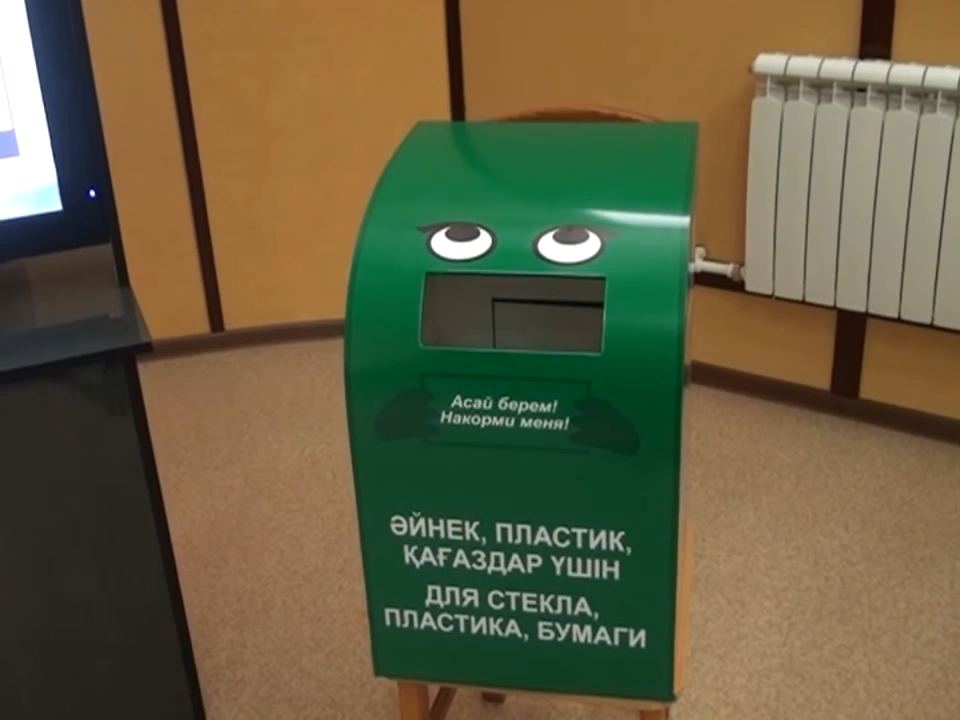 Асай берем!
Накорми меня!
ӘЙНЕК, ПЛАСТИК,
ҚАҒАЗДАР ҮШІН
ДЛЯ СТЕКЛА,
ПЛАСТИКА, БУМАГИ